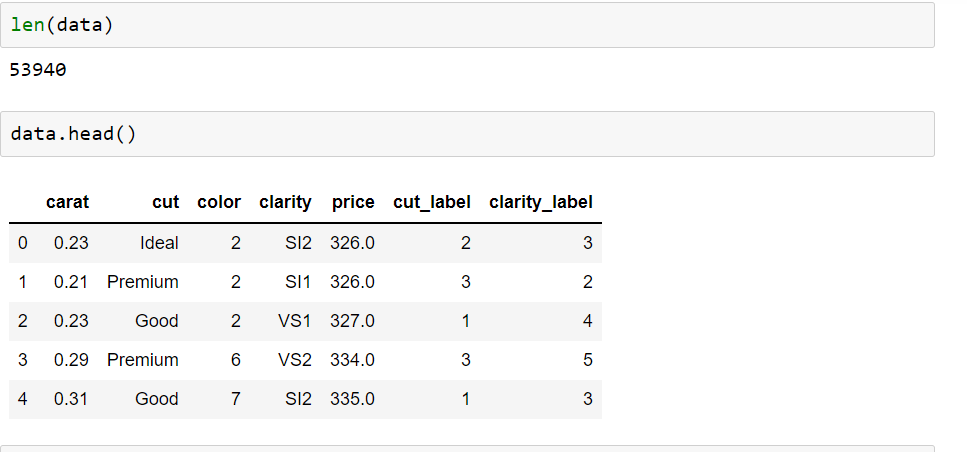 len(data)
53940
data.head()
carat cut color clarity price cut_label clarity_label
0 0.23 Ideal 2 SI2 326.0 2 3
1 0.21 Premium 2 SI1 326.0 3 2
2 0.23 Good 2 VS1 327.0 1 4
3 0.29 Premium 6 VS2 334.0 3 5
4 0.31 Good 7 SI2 335.0 1 3